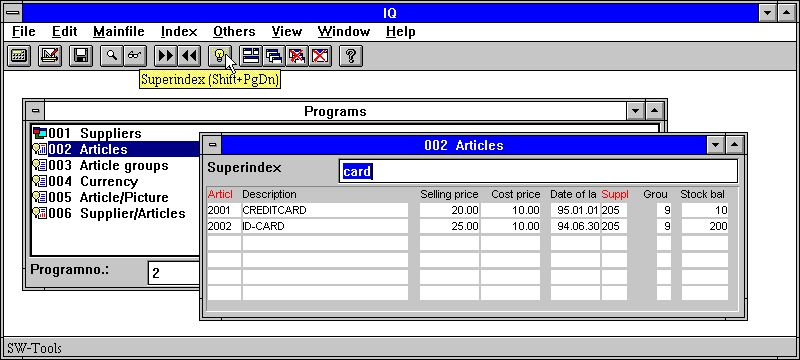 IQ
File Edit Mainfile Index Others View Window Help
?
Superindex (Shift+PgDn)
Programs
001 Suppliers
002 Articles
003 Article groups
004 Currency
005 Article/Picture
006 Supplier/Articles
Programno.: 2
002 Articles
Superindex card
Articl Description Selling price Cost price Date of la Suppl Grou Stock bal
2001 CREDITCARD 20.00 10.00 95.01.01 205 9 10
2002 ID-CARD 25.00 10.00 94.06.30 205 9 200
SW-Tools